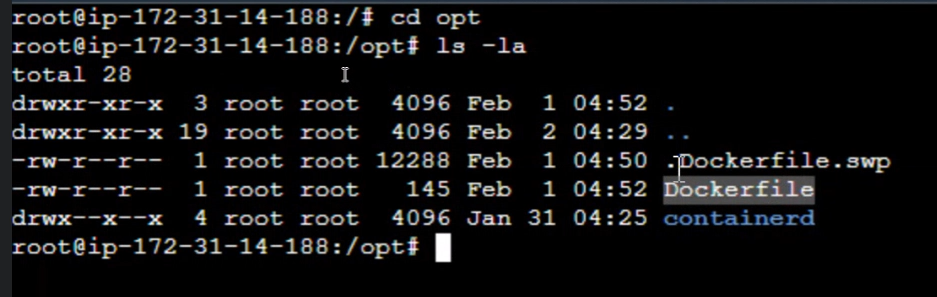 root@ip-172-31-14-188:/# cd opt
root@ip-172-31-14-188:/opt# ls -la
total 28
drwxr-xr-x  3 root root  4096 Feb  1 04:52 .
drwxr-xr-x 19 root root  4096 Feb  2 04:29 ..
-rw-r--r--  1 root root 12288 Feb  1 04:50 .Dockerfile.swp
-rw-r--r--  1 root root   145 Feb  1 04:52 Dockerfile
drwx--x--x  4 root root  4096 Jan 31 04:25 containerd
root@ip-172-31-14-188:/opt#